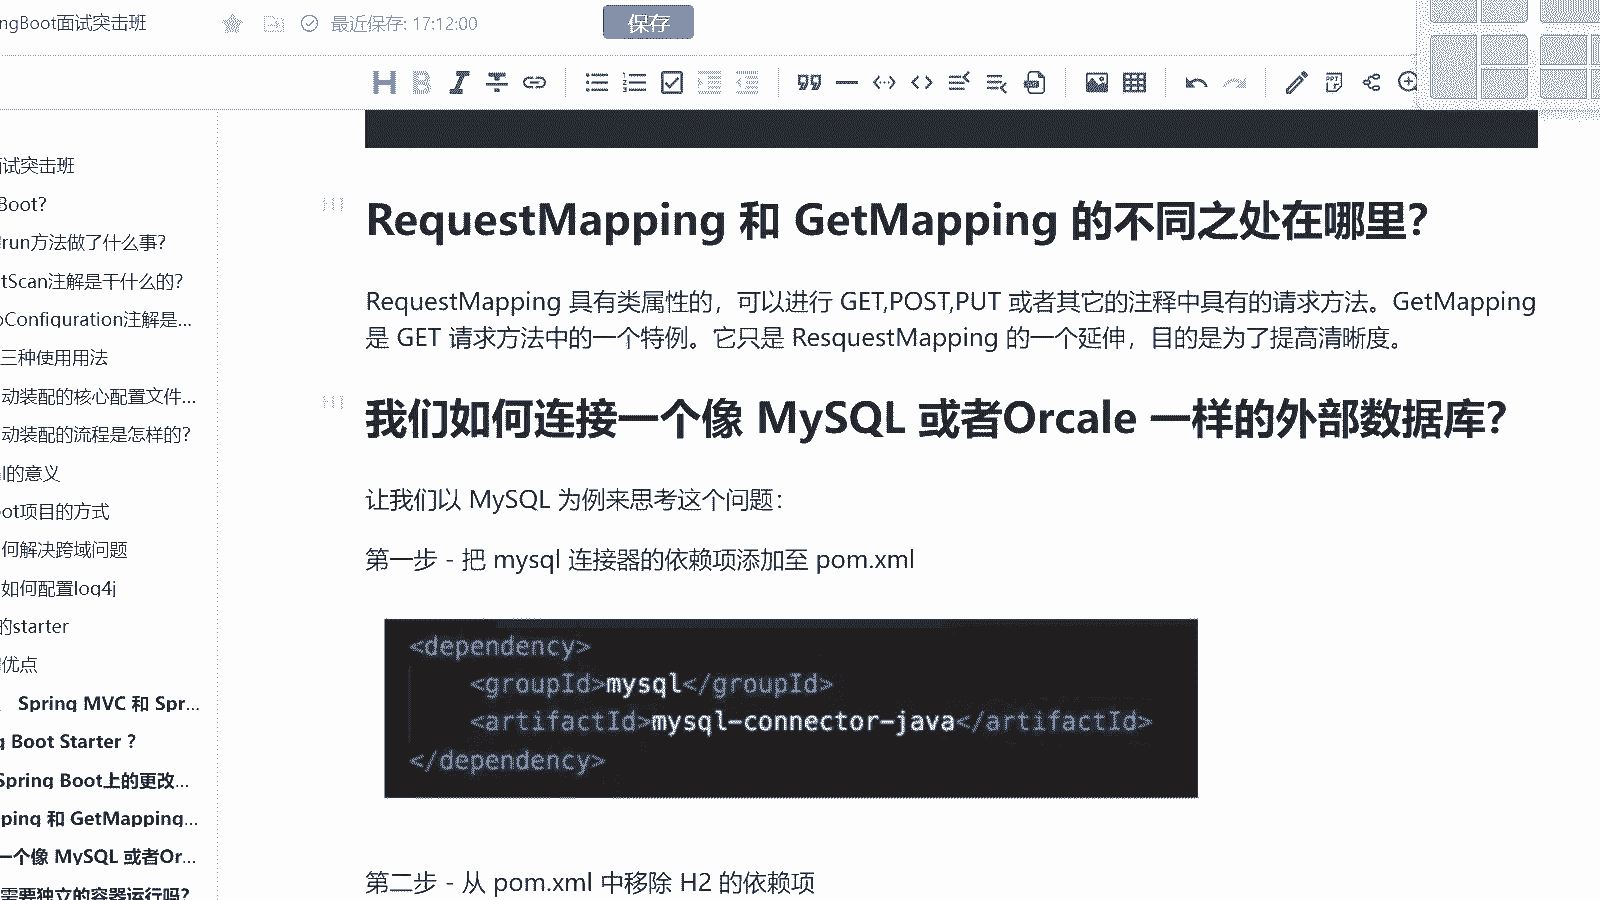 ngBoot面试突击班
最近保存: 17:12:00
保存
面试突击班
Boot?
run方法做了什么事?
tScan注解是干什么的?
oConfiguration注解是...
三种使用用法
动装配的核心配置文件...
动装配的流程是怎样的?
的意义
ot项目的方式
何解决跨域问题
如何配置log4j
的starter
优点
Spring MVC 和 Spr...
g Boot Starter ?
Spring Boot上的更改...
ping 和 GetMapping...
一个像 MySQL 或者Or...
需要独立的容器运行吗?
H1
RequestMapping 和 GetMapping 的不同之处在哪里?
RequestMapping 具有类属性的，可以进行 GET,POST,PUT 或者其它的注释中具有的请求方法。GetMapping
是 GET 请求方法中的一个特例。它只是 ResquestMapping 的一个延伸，目的是为了提高清晰度。
H1
我们如何连接一个像 MySQL 或者Orcale 一样的外部数据库?
让我们以 MySQL 为例来思考这个问题：
第一步 - 把 mysql 连接器的依赖项添加至 pom.xml
<dependency>
<groupId>mysql</groupId>
<artifactId>mysql-connector-java</artifactId>
</dependency>
第二步 - 从 pom.xml 中移除 H2 的依赖项